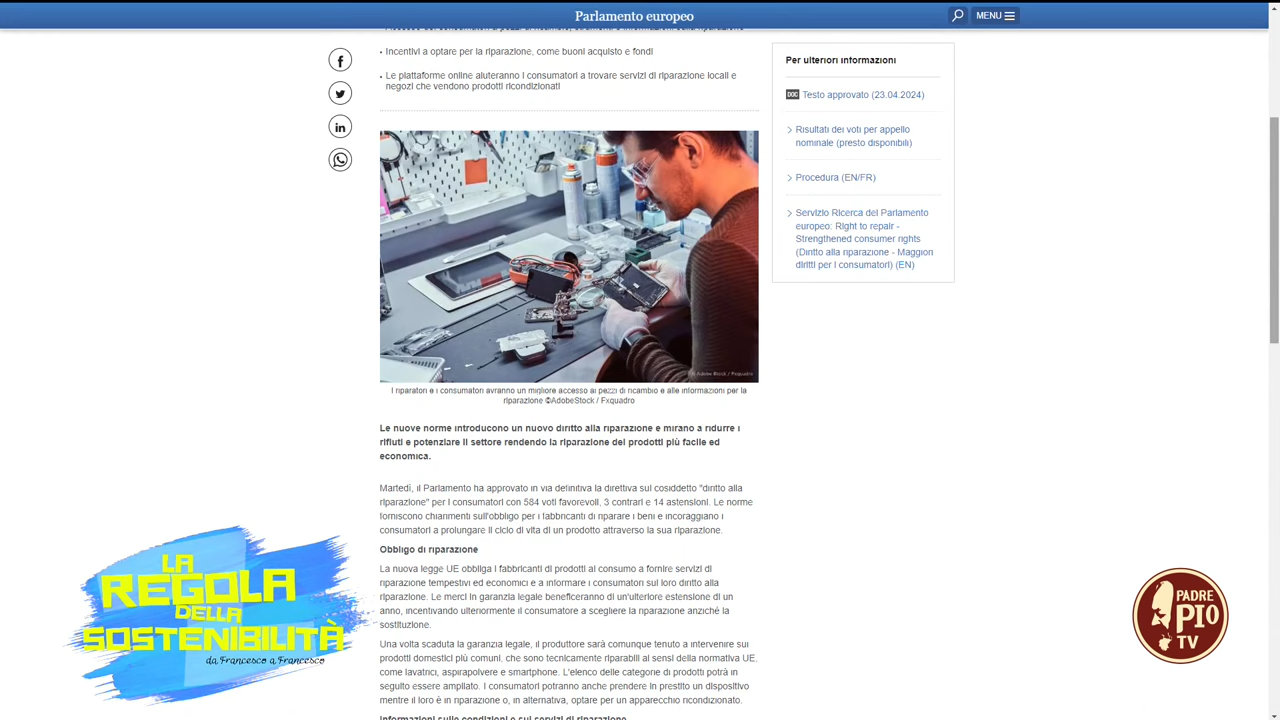 Parlamento europeo
MENU
Incentivi a optare per la riparazione, come buoni acquisto e fondi
Le piattaforme online aiuteranno i consumatori a trovare servizi di riparazione locali e
negozi che vendono prodotti ricondizionati
Per ulteriori informazioni
DOC Testo approvato (23.04.2024)
Risultati dei voti per appello
nominale (presto disponibili)
Procedura (EN/FR)
Servizio Ricerca del Parlamento
europeo: Right to repair -
Strengthened consumer rights
(Diritto alla riparazione - Maggiori
diritti per i consumatori) (EN)
© Adobe Stock / Fxquadro
I riparatori e i consumatori avranno un migliore accesso ai pezzi di ricambio e alle informazioni per la
riparazione ©AdobeStock / Fxquadro
Le nuove norme introducono un nuovo diritto alla riparazione e mirano a ridurre i
rifiuti e potenziare il settore rendendo la riparazione dei prodotti più facile ed
economica.
Martedì, il Parlamento ha approvato in via definitiva la direttiva sul cosiddetto "diritto alla
riparazione" per i consumatori con 584 voti favorevoli, 3 contrari e 14 astensioni. Le norme
forniscono chiarimenti sull'obbligo per i fabbricanti di riparare i beni e incoraggiano i
consumatori a prolungare il ciclo di vita di un prodotto attraverso la sua riparazione.
Obbligo di riparazione
La nuova legge UE obbliga i fabbricanti di prodotti al consumo a fornire servizi di
riparazione tempestivi ed economici e a informare i consumatori sul loro diritto alla
riparazione. Le merci in garanzia legale beneficeranno di un'ulteriore estensione di un
anno, incentivando ulteriormente il consumatore a scegliere la riparazione anziché la
sostituzione.
Una volta scaduta la garanzia legale, il produttore sarà comunque tenuto a intervenire sui
prodotti domestici più comuni, che sono tecnicamente riparabili ai sensi della normativa UE,
come lavatrici, aspirapolvere e smartphone. L'elenco delle categorie di prodotti potrà in
seguito essere ampliato. I consumatori potranno anche prendere in prestito un dispositivo
mentre il loro è in riparazione o, in alternativa, optare per un apparecchio ricondizionato.
Informazioni sulle condizioni e sui servizi di riparazione
LA
REGOLA
DELLA
SOSTENIBILITÀ
da Francesco a Francesco
PADRE
PIO
TV